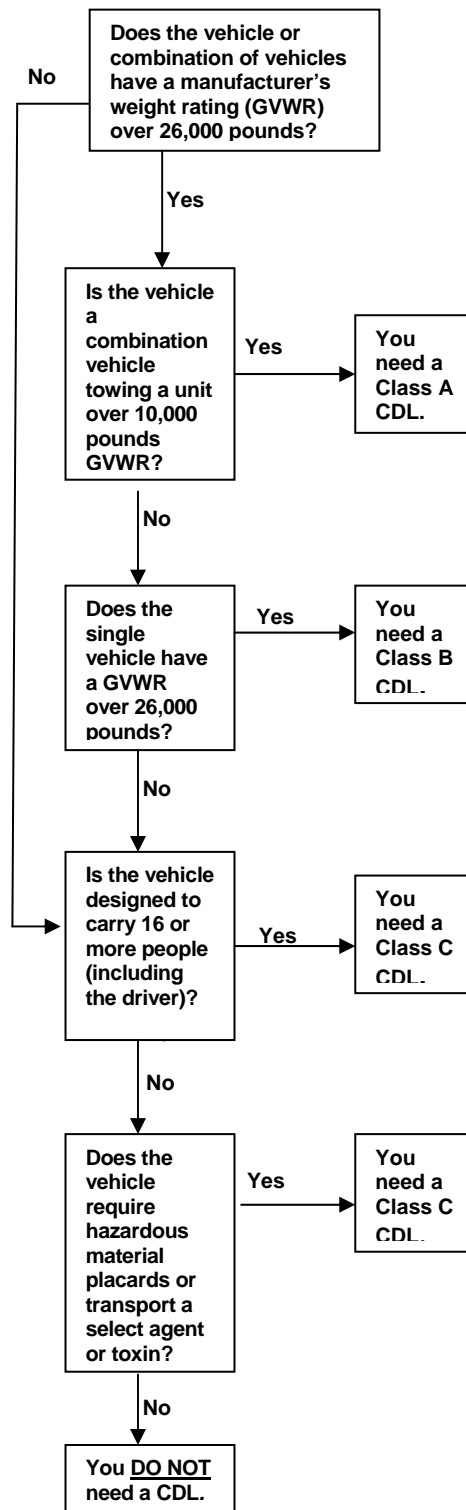 Does the vehicle or
combination of vehicles
have a manufacturer's
weight rating (GVWR)
over 26,000 pounds?
No
Yes
Is the vehicle
a
combination
vehicle
towing a unit
over 10,000
pounds
GVWR?
Yes
You
need a
Class A
CDL.
No
Does the
single
vehicle have
a GVWR
over 26,000
pounds?
Yes
You
need a
Class B
CDL.
No
Is the vehicle
designed to
carry 16 or
more people
(including
the driver)?
Yes
You
need a
Class C
CDL.
No
Does the
vehicle
require
hazardous
material
placards or
transport a
select agent
or toxin?
Yes
You
need a
Class C
CDL.
No
You DO NOT
need a CDL.